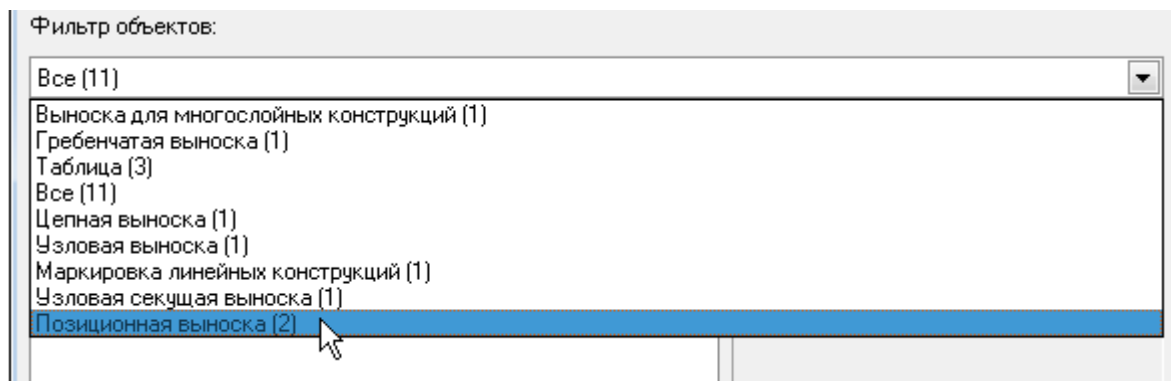 Фильтр объектов:
Все (11)
Выноска для многослойных конструкций (1)
Гребенчатая выноска (1)
Таблица (3)
Все (11)
Цепная выноска (1)
Узловая выноска (1)
Маркировка линейных конструкций (1)
Узловая секущая выноска (1)
Позиционная выноска (2)